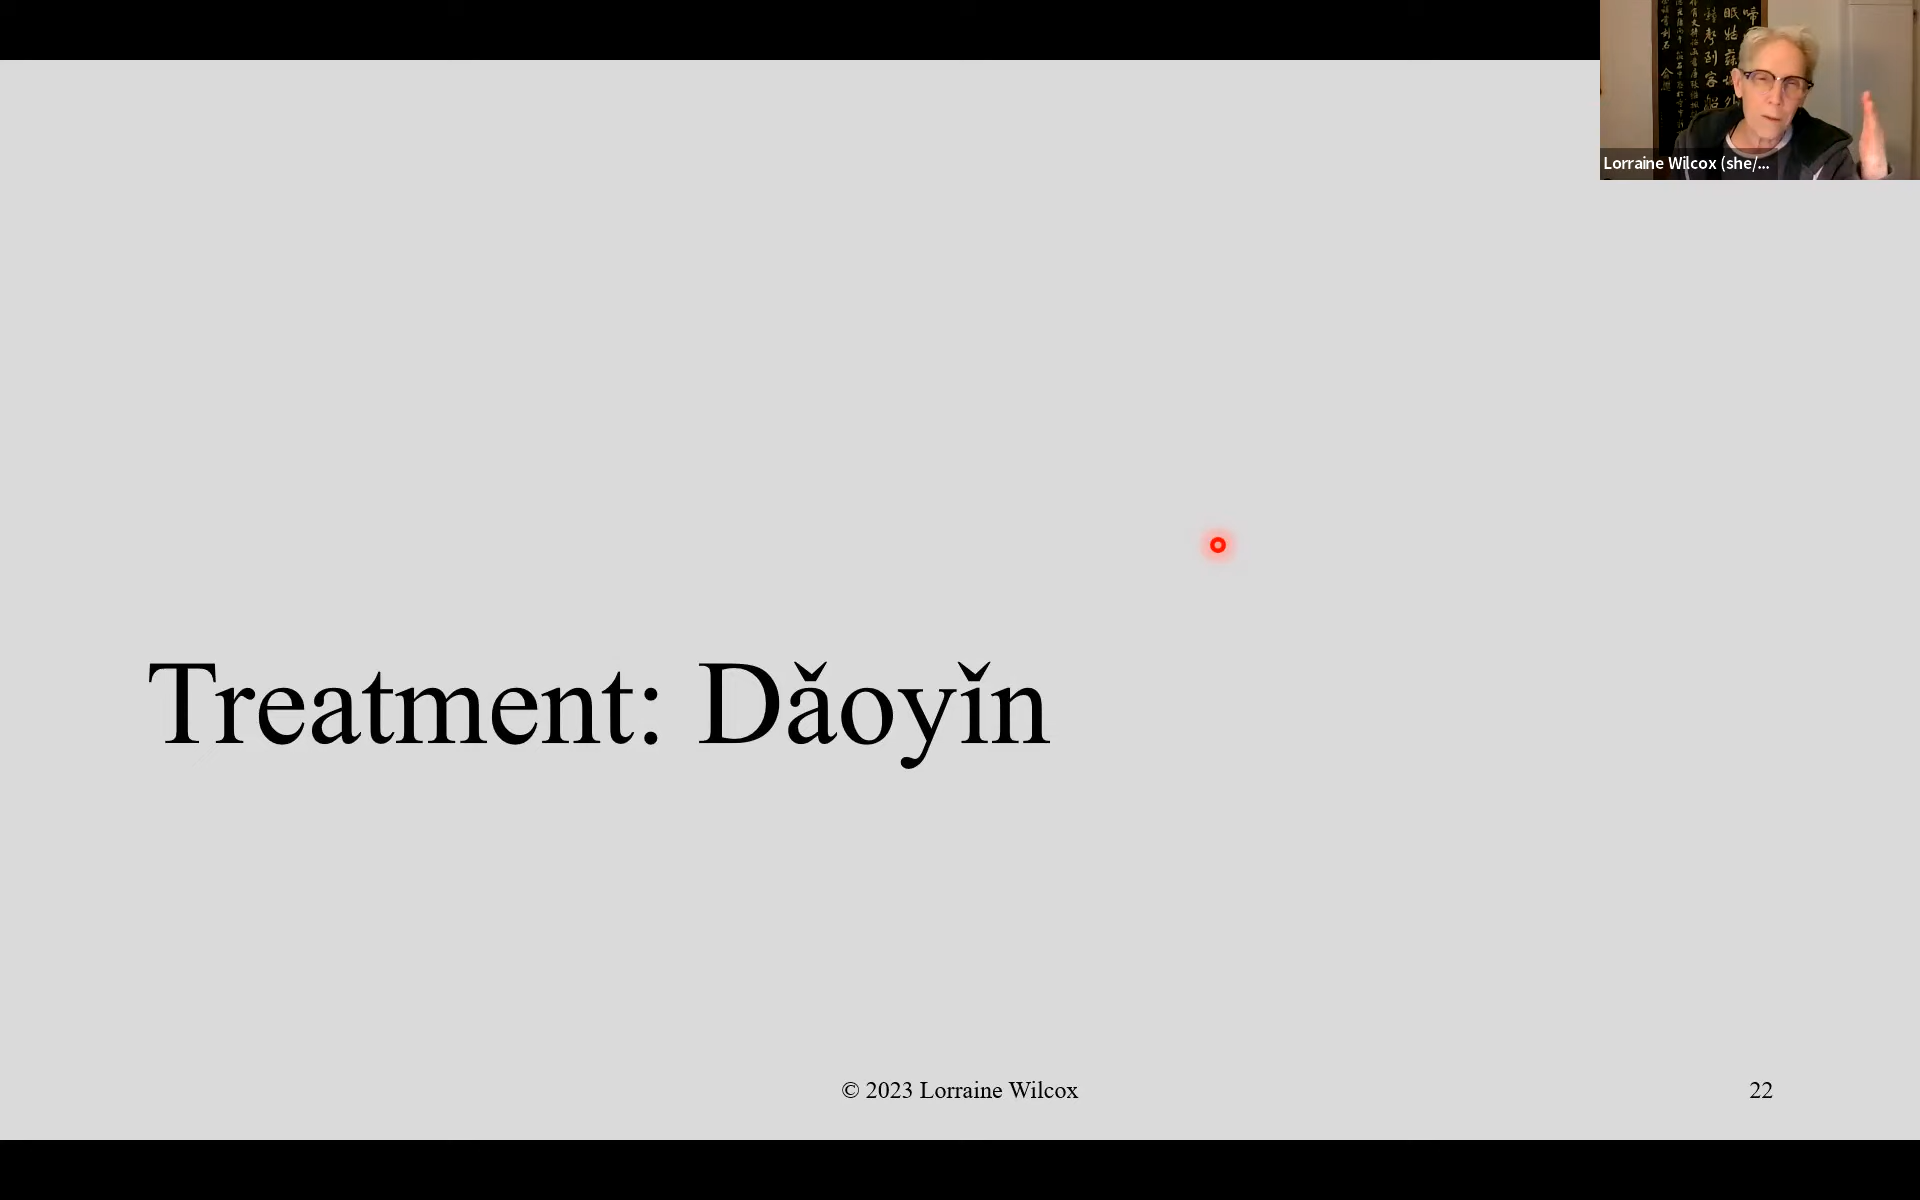 Lorraine Wilcox (she/...
Treatment: Dǎoyǐn
© 2023 Lorraine Wilcox
22